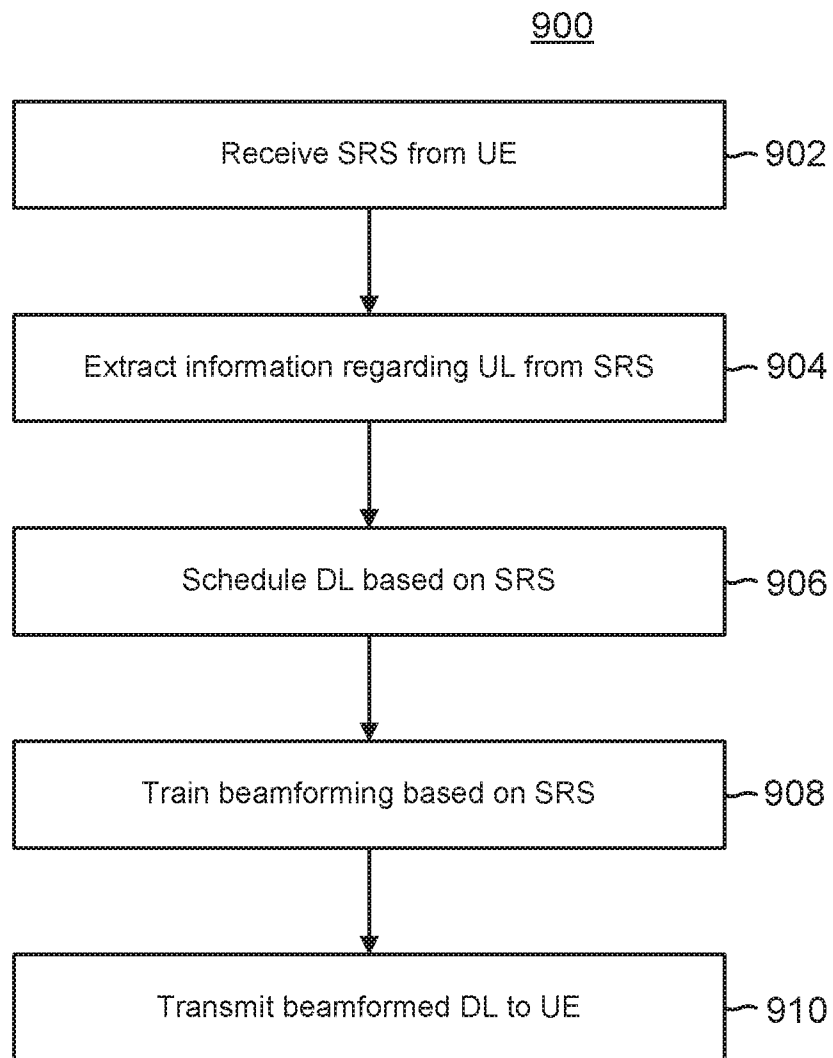 900
Receive SRS from UE
902
Extract information regarding UL from SRS
904
Schedule DL based on SRS
906
Train beamforming based on SRS
908
Transmit beamformed DL to UE
910